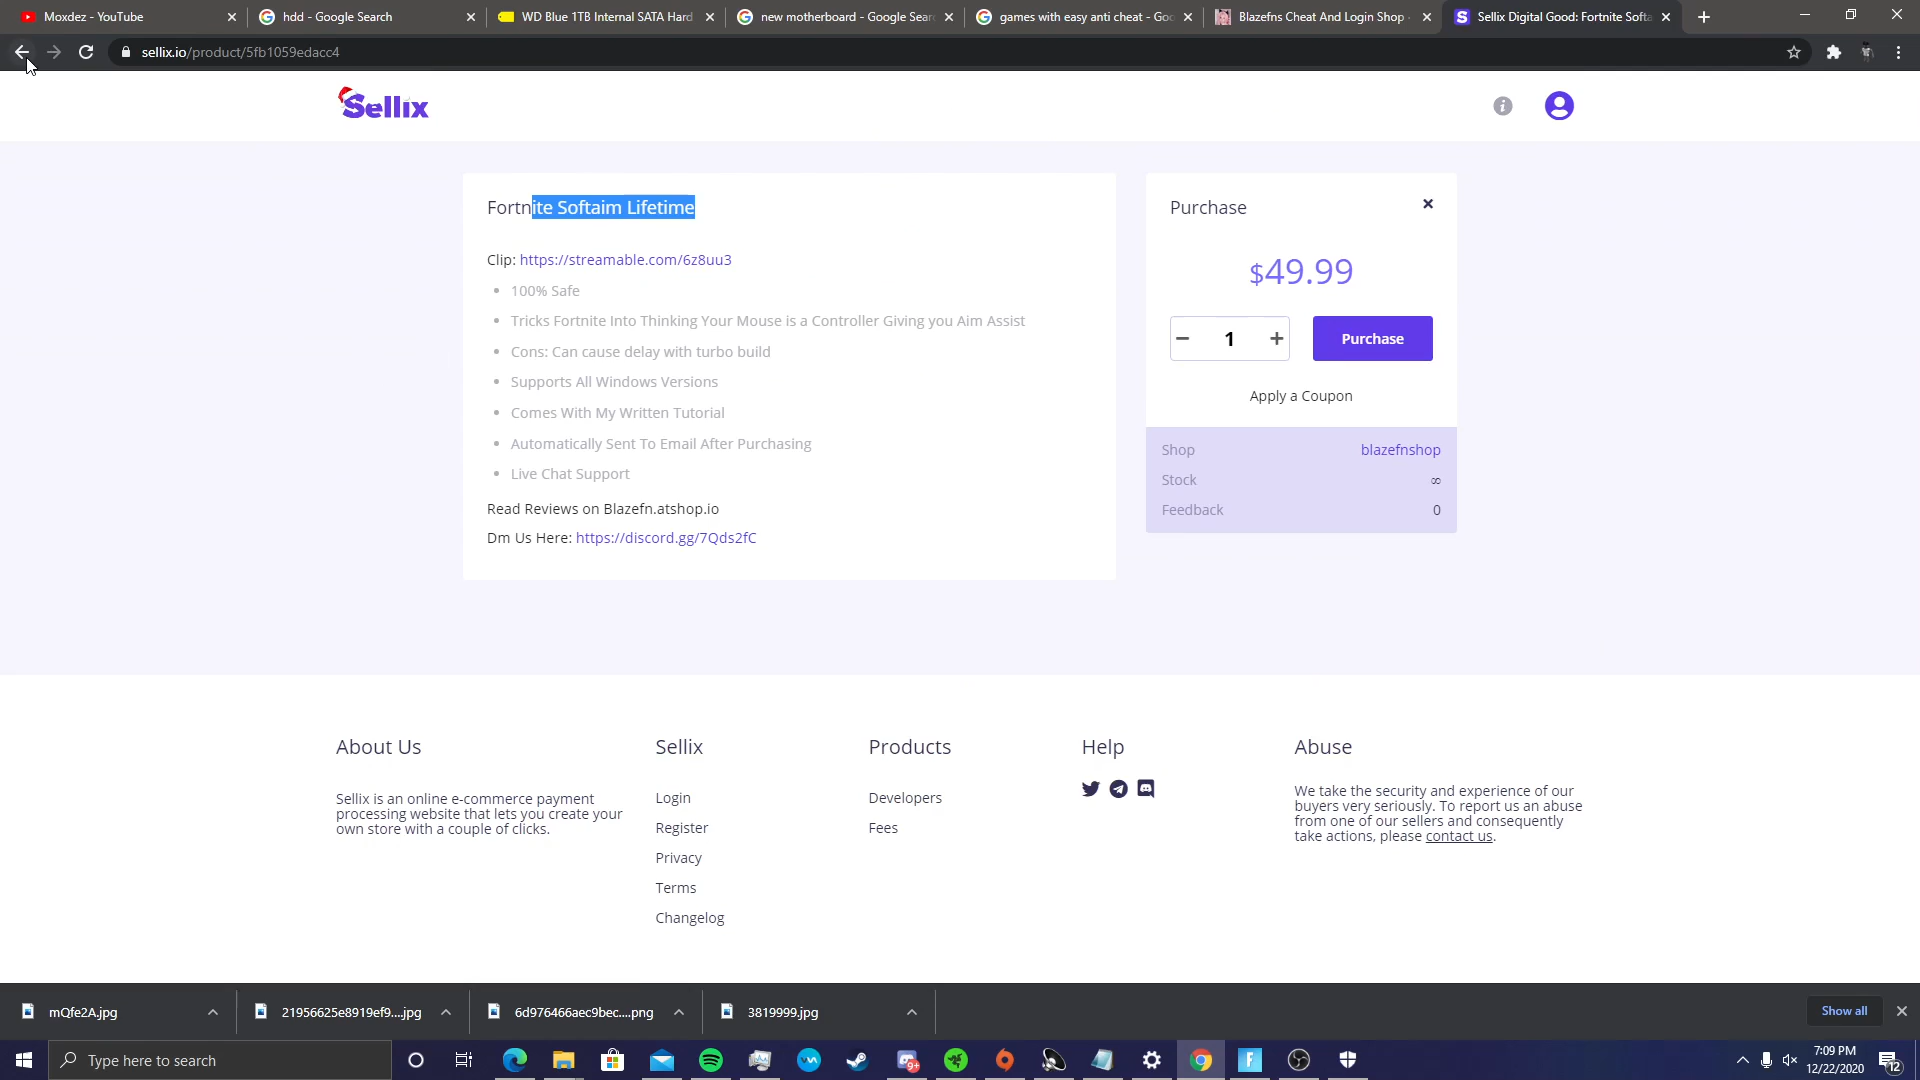 Moxdez - YouTube
hdd - Google Search
WD Blue 1TB Internal SATA Hard
new motherboard - Google Sear
games with easy anti cheat - Goo
Blazefns Cheat And Login Shop
Sellix Digital Good: Fortnite Softa
sellix.io/product/5fb1059edacc4
Sellix
Fortnite Softaim Lifetime
Clip: https://streamable.com/6z8uu3
• 100% Safe
• Tricks Fortnite Into Thinking Your Mouse is a Controller Giving you Aim Assist
• Cons: Can cause delay with turbo build
• Supports All Windows Versions
• Comes With My Written Tutorial
• Automatically Sent To Email After Purchasing
• Live Chat Support
Read Reviews on Blazefn.atshop.io
Dm Us Here: https://discord.gg/7Qds2fC
Purchase
$49.99
− 1 +
Purchase
Apply a Coupon
Shop blazefnshop
Stock ∞
Feedback 0
About Us
Sellix is an online e-commerce payment
processing website that lets you create your
own store with a couple of clicks.
Sellix
Login
Register
Privacy
Terms
Changelog
Products
Developers
Fees
Help
Abuse
We take the security and experience of our
buyers very seriously. To report us an abuse
from one of our sellers and consequently
take actions, please contact us.
mQfe2A.jpg
21956625e8919ef9....jpg
6d976466aec9bec....png
3819999.jpg
Show all
Type here to search
9+
7:09 PM
12/22/2020
12